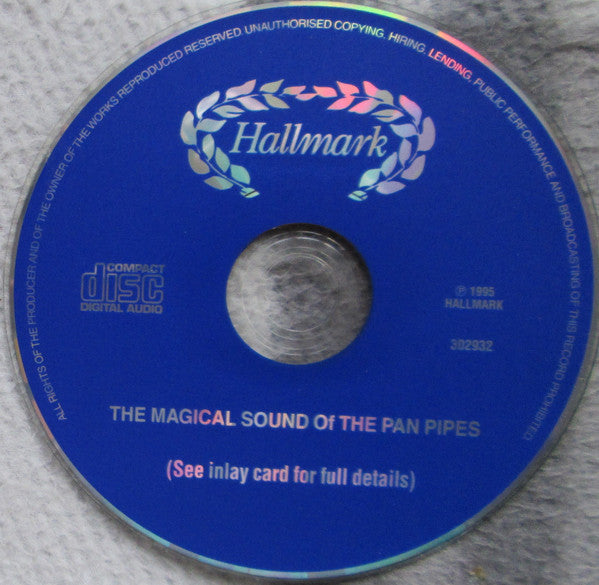 ALL RIGHTS OF THE PRODUCER AND OF THE OWNER OF THE WORKS REPRODUCED RESERVED. UNAUTHORISED COPYING, HIRING, LENDING, PUBLIC PERFORMANCE AND BROADCASTING OF THIS RECORD PROHIBITED
Hallmark
COMPACT
disc
DIGITAL AUDIO
℗ 1995
HALLMARK
302932
THE MAGICAL SOUND Of THE PAN PIPES
(See inlay card for full details)